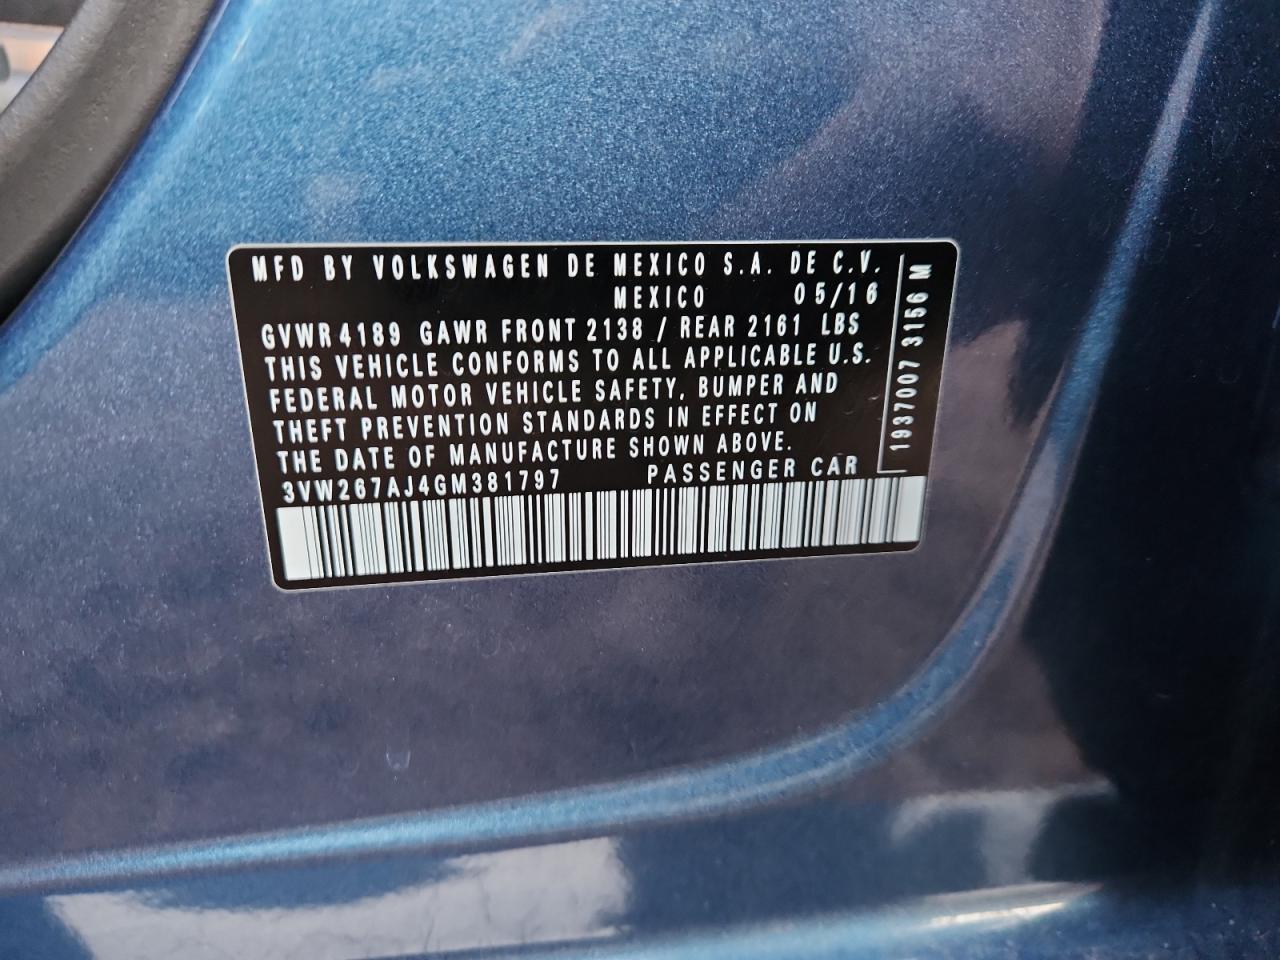 MFD BY VOLKSWAGEN DE MEXICO S.A. DE C.V.
MEXICO 05/16
GVWR 4189 GAWR FRONT 2138 / REAR 2161 LBS
THIS VEHICLE CONFORMS TO ALL APPLICABLE U.S.
FEDERAL MOTOR VEHICLE SAFETY, BUMPER AND
THEFT PREVENTION STANDARDS IN EFFECT ON
THE DATE OF MANUFACTURE SHOWN ABOVE.
3VW267AJ4GM381797 PASSENGER CAR
1937007 3156 M